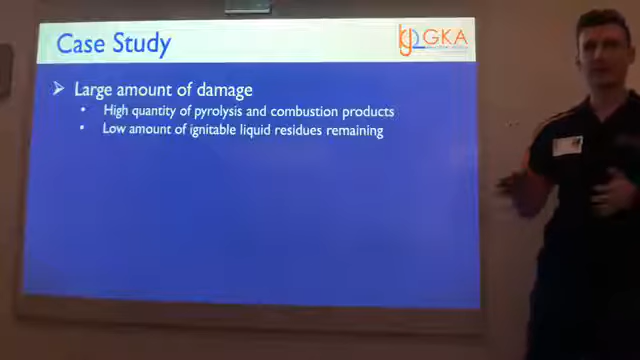 Case Study
GKA
Large amount of damage
High quantity of pyrolysis and combustion products
Low amount of ignitable liquid residues remaining